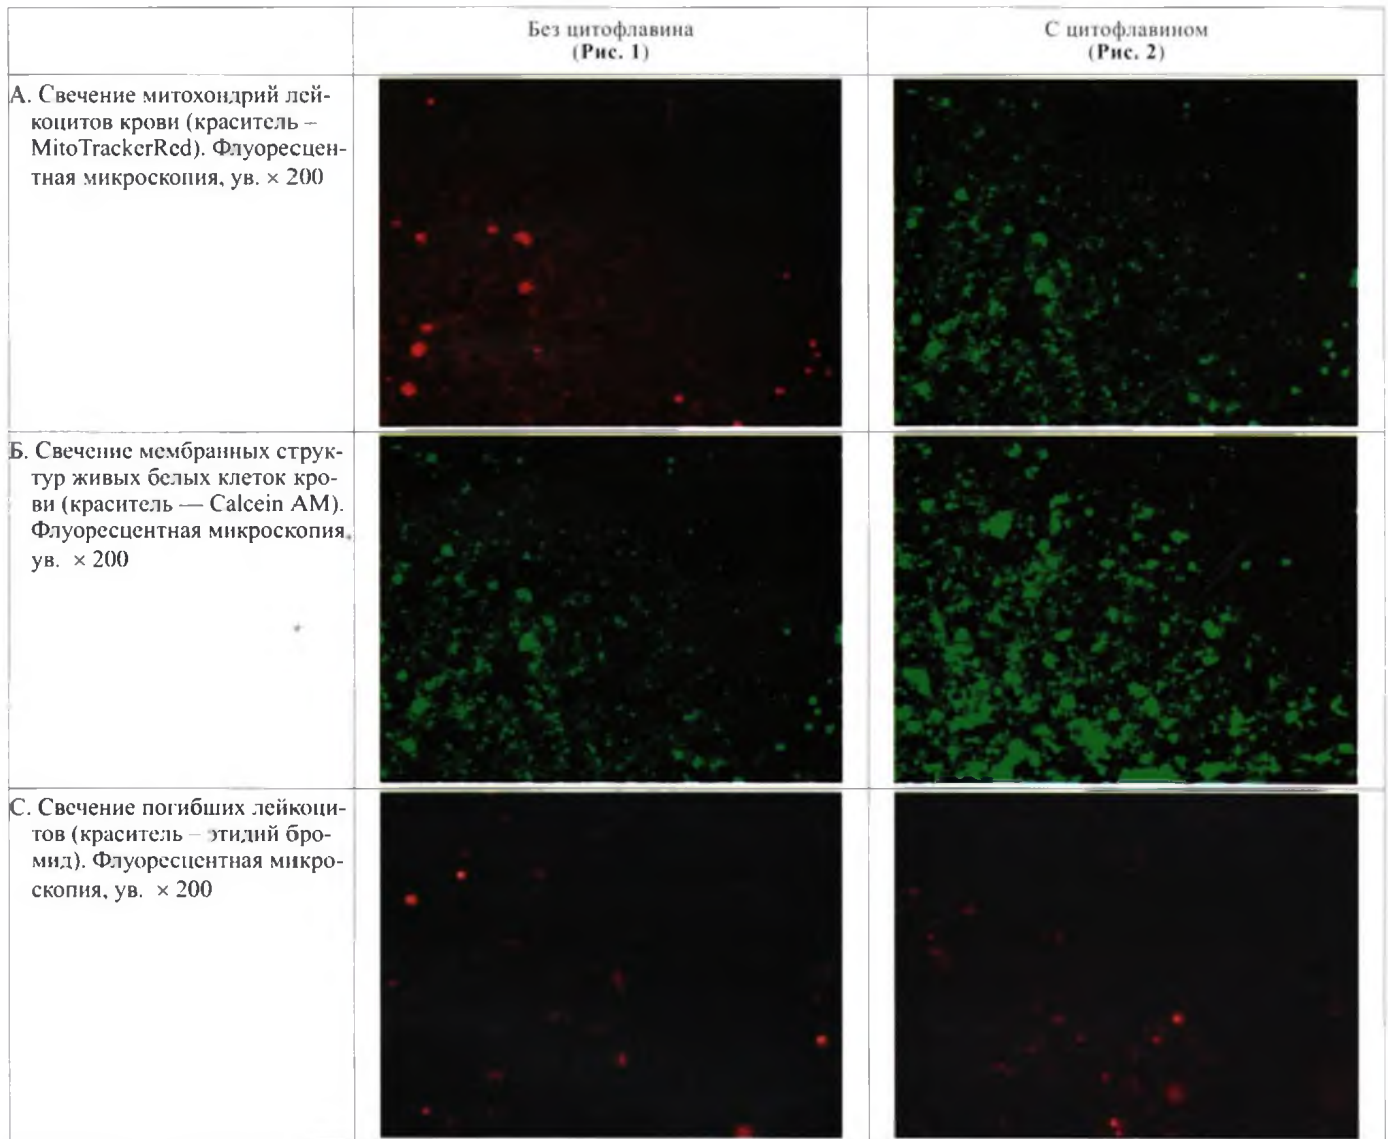 Без цитофлавина
(Рис. 1)
С цитофлавином
(Рис. 2)
А. Свечение митохондрий лей-
коцитов крови (краситель –
MitoTrackerRed). Флуоресцен-
тная микроскопия, ув. × 200
Б. Свечение мембранных струк-
тур живых белых клеток кро-
ви (краситель — Calcein AM).
Флуоресцентная микроскопия,
ув. × 200
С. Свечение погибших лейкоци-
тов (краситель – этидий бро-
мид). Флуоресцентная микро-
скопия, ув. × 200